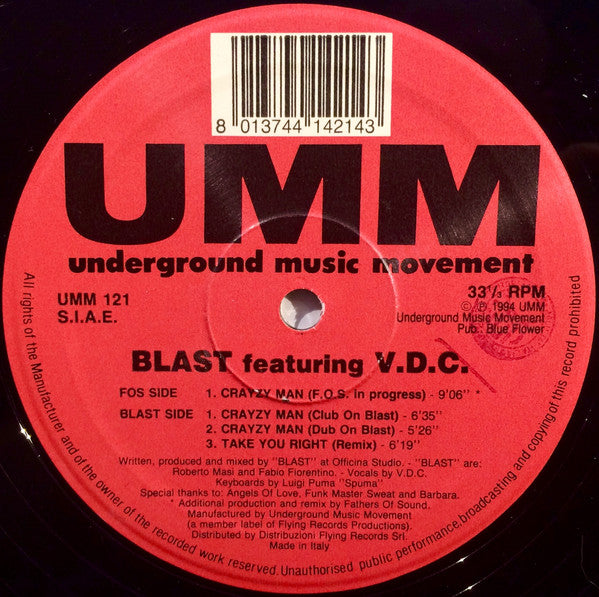 8 013744 142143
UMM
underground music movement
UMM 121
S.I.A.E.
33⅓ RPM
© ℗ 1994 UMM
Underground Music Movement
Pub.: Blue Flower
BLAST featuring V.D.C.
FOS SIDE 1. CRAYZY MAN (F.O.S. in progress) - 9'06'' *
BLAST SIDE 1. CRAYZY MAN (Club On Blast) - 6'35''
2. CRAYZY MAN (Dub On Blast) - 5'26''
3. TAKE YOU RIGHT (Remix) - 6'19''
Written, produced and mixed by "BLAST" at Officina Studio. - "BLAST" are:
Roberto Masi and Fabio Fiorentino. - Vocals by V.D.C.
Keyboards by Luigi Puma "Spuma"
Special thanks to: Angels Of Love, Funk Master Sweat and Barbara.
* Additional production and remix by Fathers Of Sound.
Manufactured by Underground Music Movement
(a member label of Flying Records Productions).
Distributed by Distribuzioni Flying Records Srl.
Made in Italy
All rights of the Manufacturer and of the owner of the recorded work reserved. Unauthorised public performance, broadcasting and copying of this record prohibited